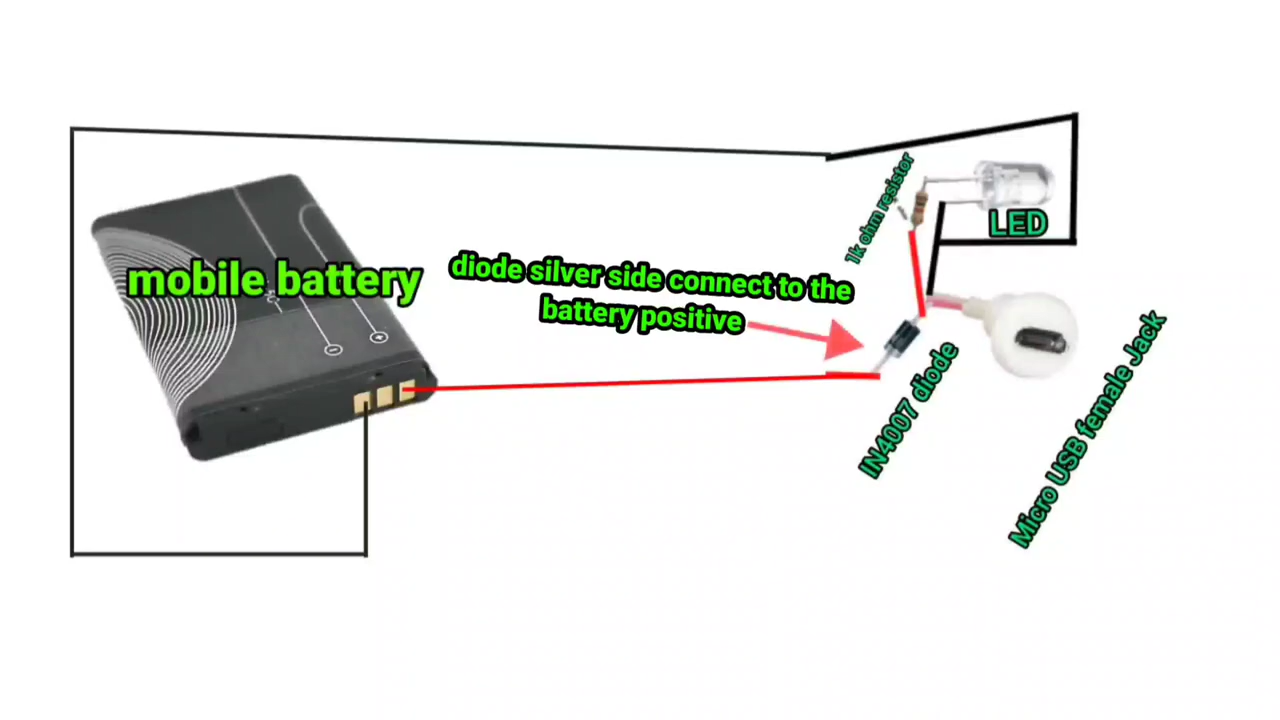 mobile battery
diode silver side connect to the
battery positive
1k ohm resistor
LED
IN4007 diode
Micro USB female Jack